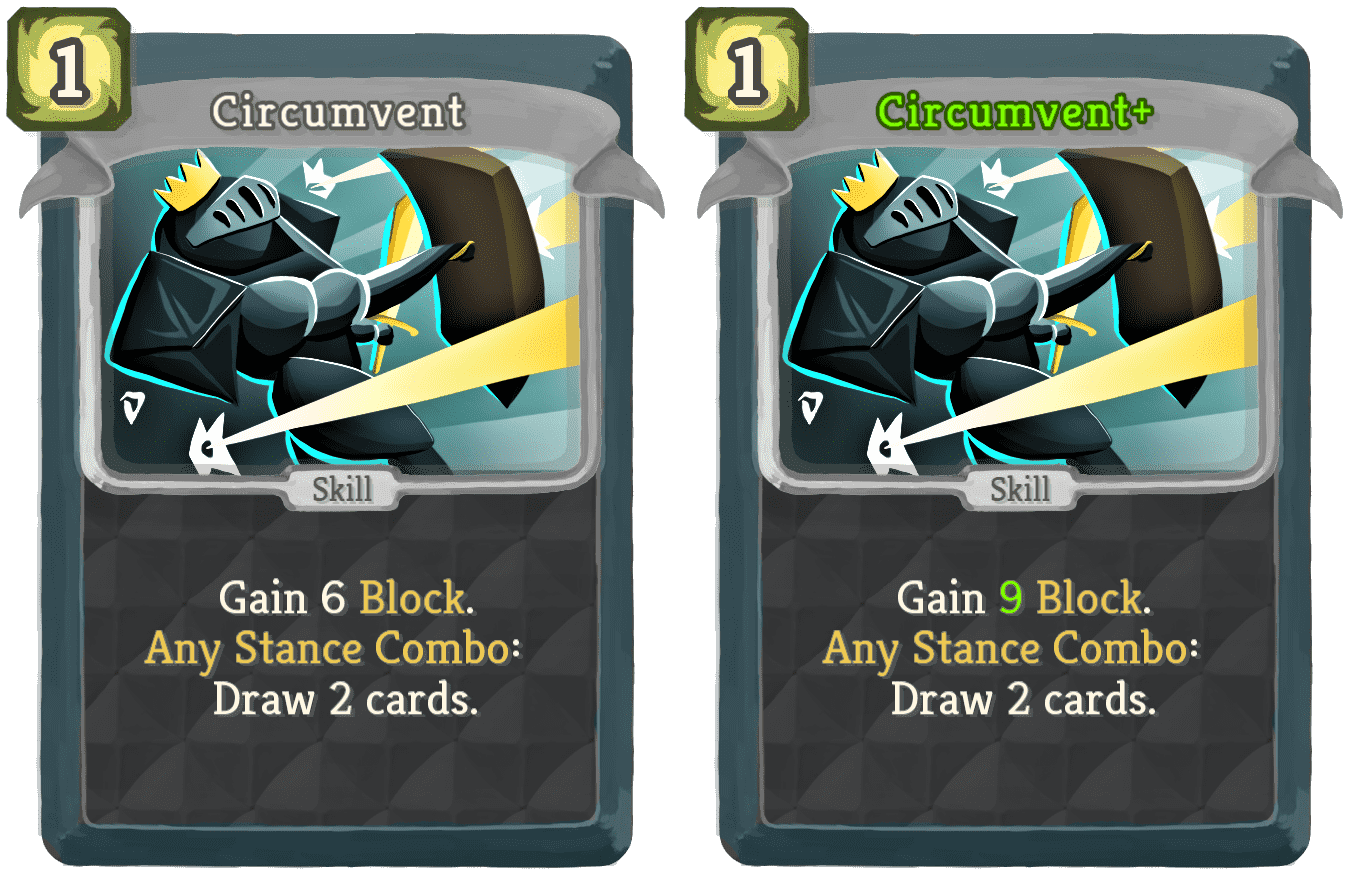 1
Circumvent
Skill
Gain 6 Block.
Any Stance Combo:
Draw 2 cards.
1
Circumvent+
Skill
Gain 9 Block.
Any Stance Combo:
Draw 2 cards.